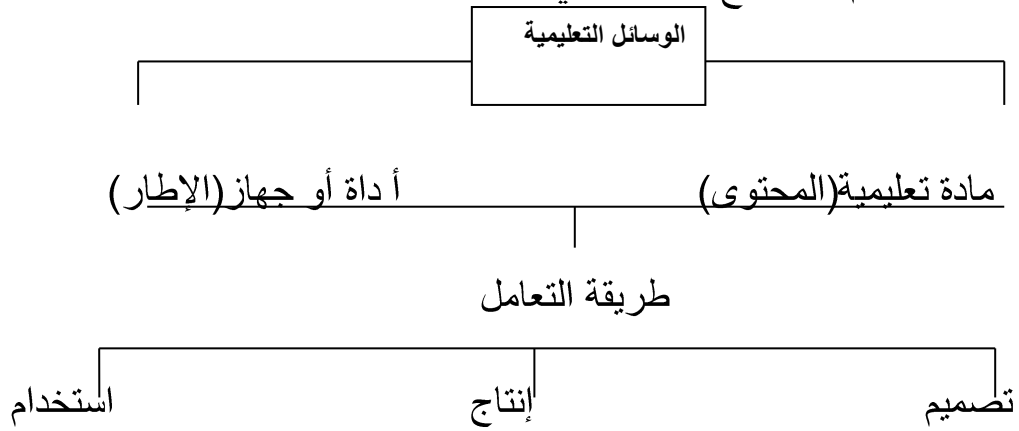 الوسائل التعليمية
مادة تعليمية(المحتوى) أ داة أو جهاز(الإطار)
طريقة التعامل
تصميم إنتاج استخدام